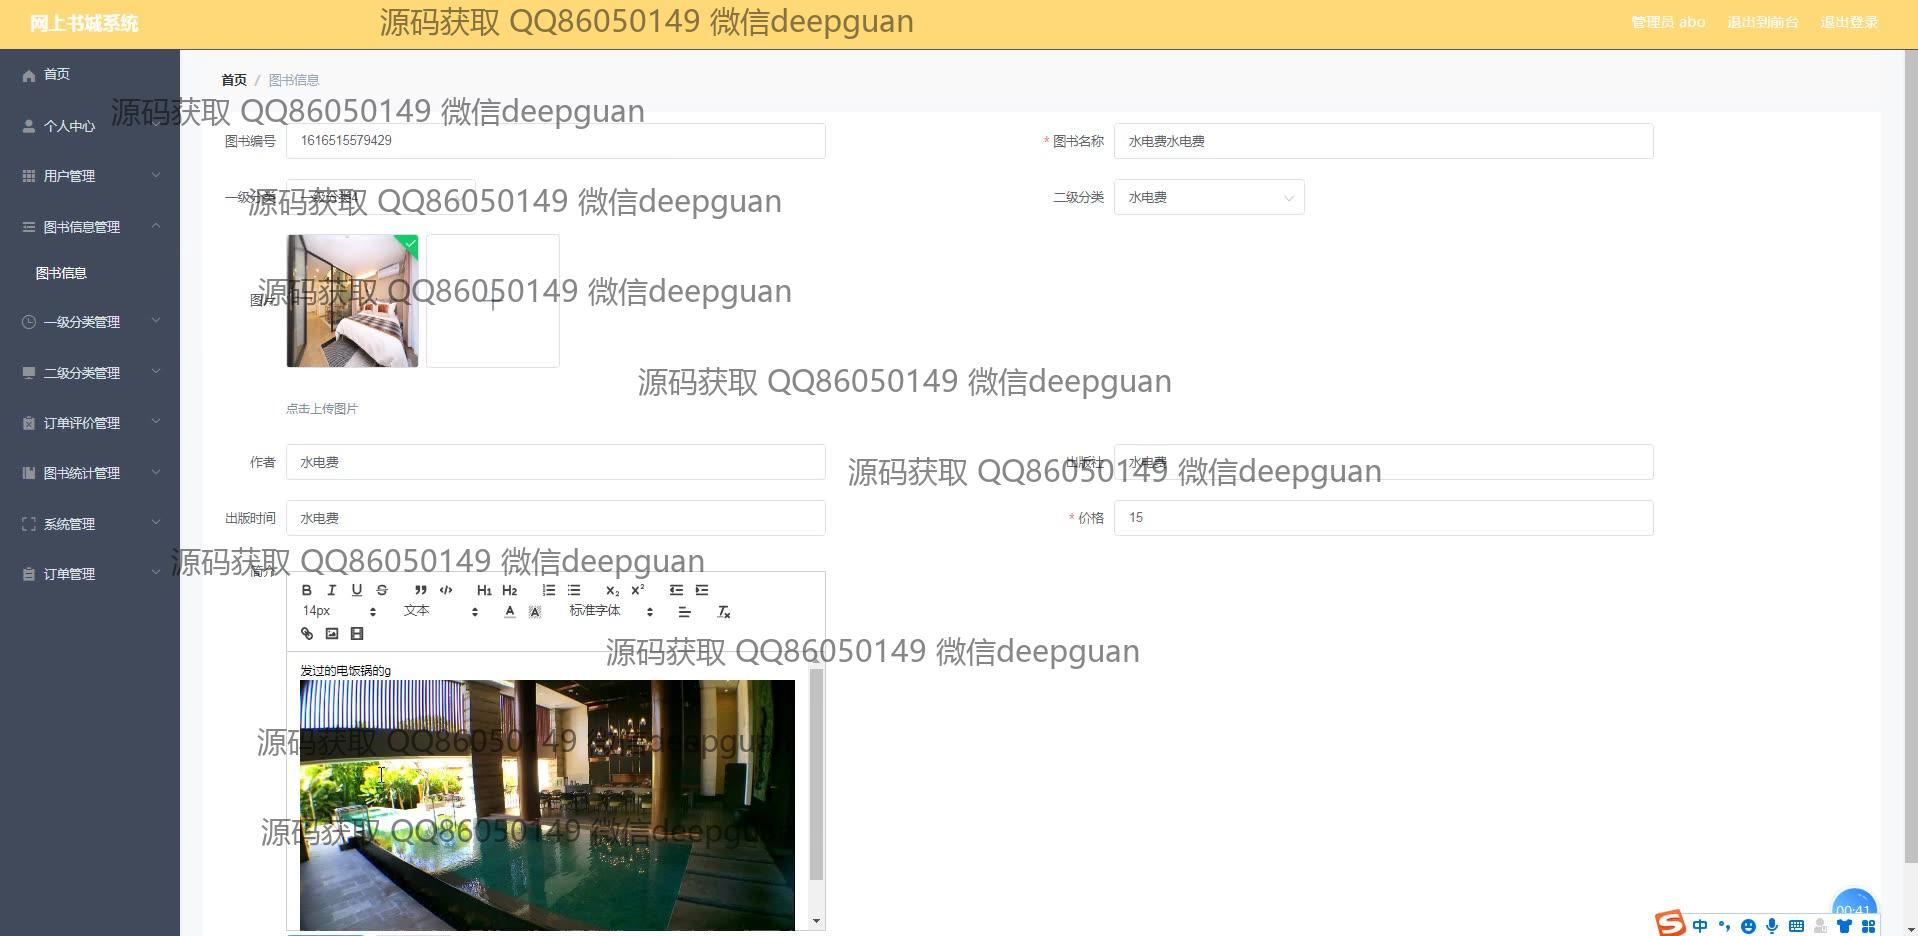 网上书城系统
源码获取 QQ86050149 微信deepguan
管理员 abo 退出到前台 退出登录
首页
首页 / 图书信息
源码获取 QQ86050149 微信deepguan
个人中心
图书编号 1616515579429
* 图书名称 水电费水电费
用户管理
一级分类 一级分类4
源码获取 QQ86050149 微信deepguan
二级分类 水电费
图书信息管理
图书信息
源码获取 QQ86050149 微信deepguan
图片
一级分类管理
二级分类管理
源码获取 QQ86050149 微信deepguan
点击上传图片
订单评价管理
作者 水电费
出版社 水电费
源码获取 QQ86050149 微信deepguan
图书统计管理
出版时间 水电费
* 价格 15
系统管理
源码获取 QQ86050149 微信deepguan
订单管理
简介
B I U S H1 H2 x₂ x²
14px 文本 A A 标准字体 Tx
源码获取 QQ86050149 微信deepguan
发过的电饭锅的g
源码获取 QQ86050149 微信deepguan
源码获取 QQ86050149 微信deepguan
00:41
S 中